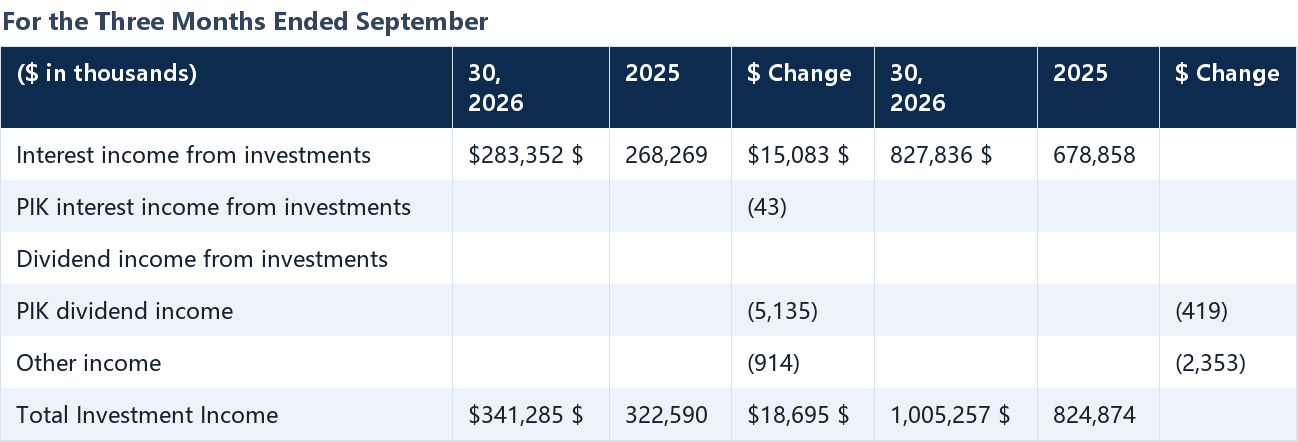 For the Three Months Ended September
($ in thousands) 30, 2026 2025 $ Change 30, 2026 2025 $ Change
Interest income from investments $283,352 $ 268,269 $15,083 $ 827,836 $ 678,858
PIK interest income from investments (43)
Dividend income from investments
PIK dividend income (5,135) (419)
Other income (914) (2,353)
Total Investment Income $341,285 $ 322,590 $18,695 $ 1,005,257 $ 824,874